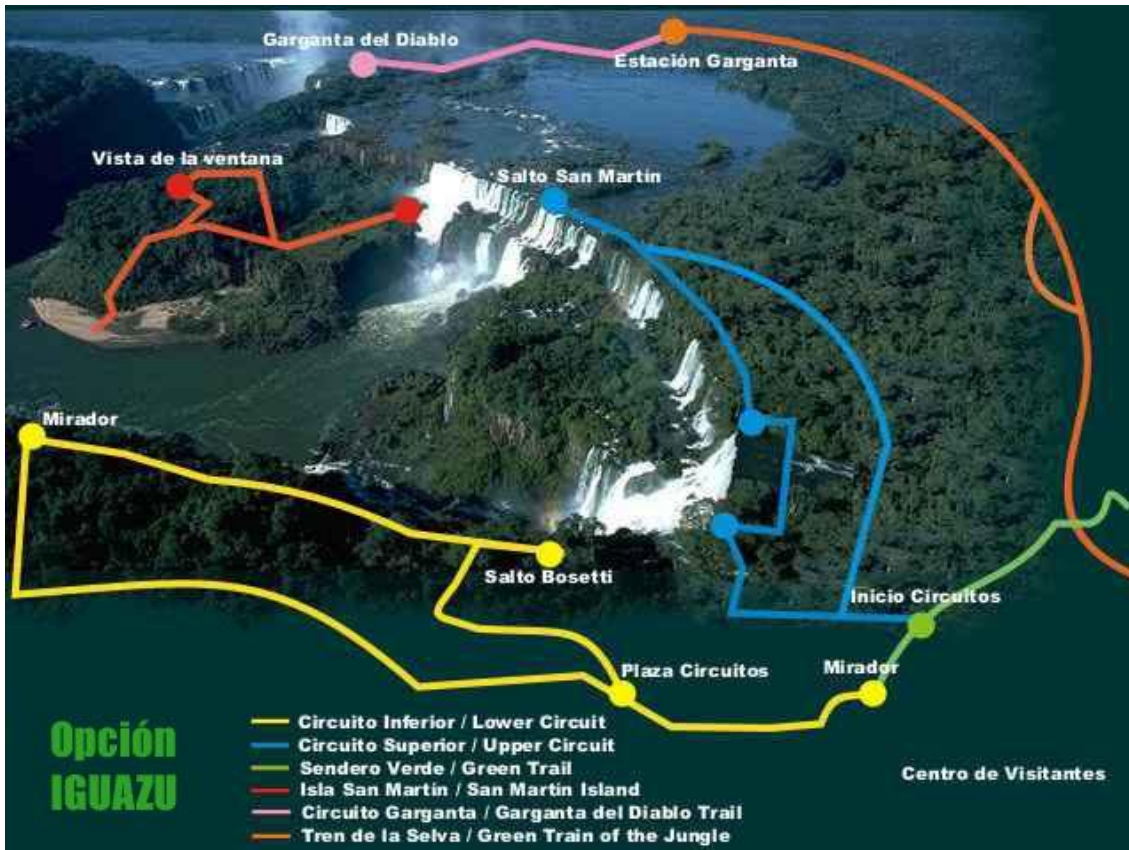 Garganta del Diablo
Estación Garganta
Vista de la ventana
Salto San Martín
Mirador
Salto Bosetti
Inicio Circuitos
Plaza Circuitos
Mirador
Opción
IGUAZU
Circuito Inferior / Lower Circuit
Circuito Superior / Upper Circuit
Sendero Verde / Green Trail
Isla San Martín / San Martín Island
Circuito Garganta / Garganta del Diablo Trail
Tren de la Selva / Green Train of the Jungle
Centro de Visitantes